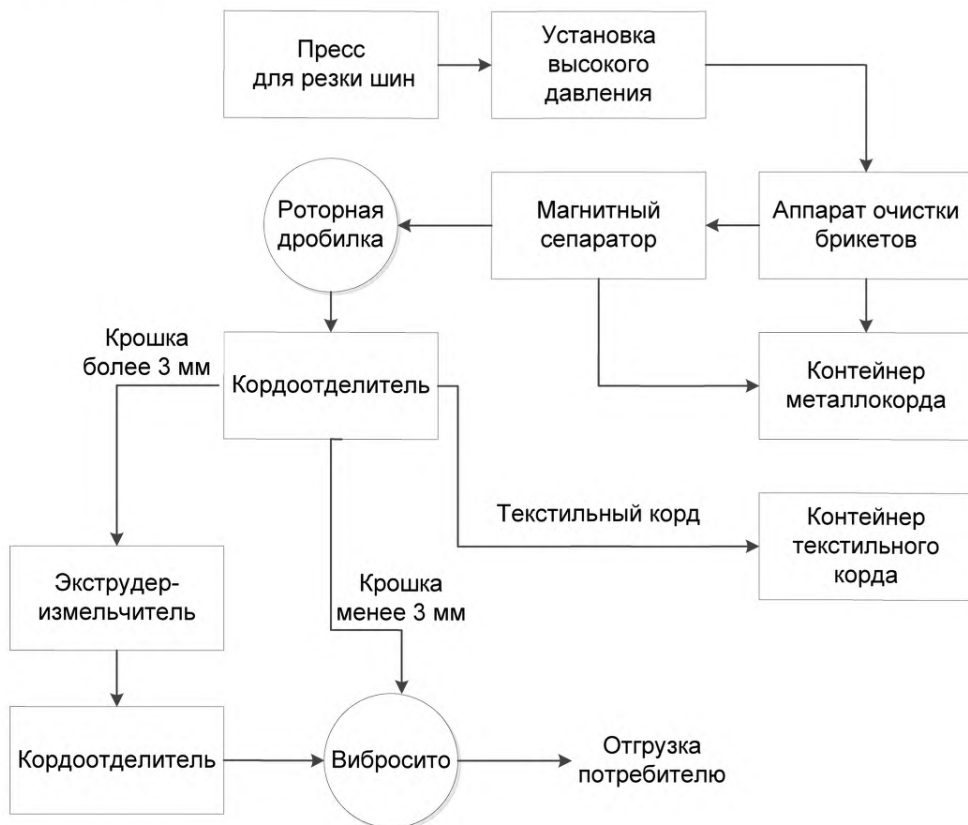 Пресс
для резки шин
Установка
высокого
давления
Роторная
дробилка
Магнитный
сепаратор
Аппарат очистки
брикетов
Крошка
более 3 мм
Кордоотделитель
Контейнер
металлокорда
Текстильный корд
Контейнер
текстильного
корда
Экструдер-
измельчитель
Крошка
менее 3 мм
Кордоотделитель
Вибросито
Отгрузка
потребителю